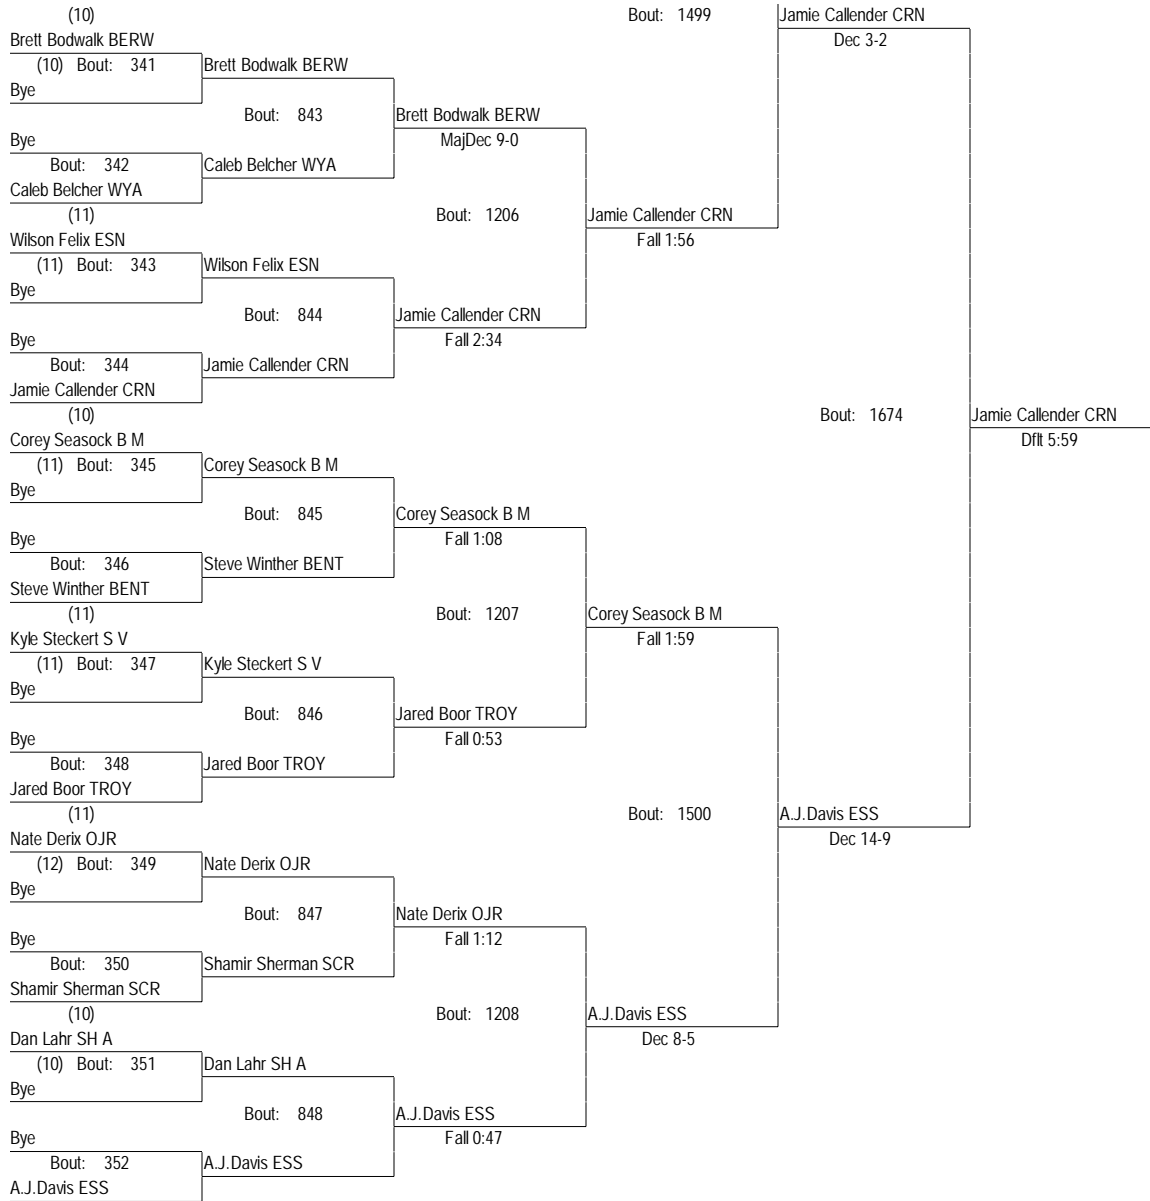 (10)
Bout: 1499
Jamie Callender CRN
Brett Bodwalk BERW
Dec 3-2
(10) Bout: 341
Brett Bodwalk BERW
Bye
Bout: 843
Brett Bodwalk BERW
Bye
MajDec 9-0
Bout: 342
Caleb Belcher WYA
Caleb Belcher WYA
(11)
Bout: 1206
Jamie Callender CRN
Wilson Felix ESN
Fall 1:56
(11) Bout: 343
Wilson Felix ESN
Bye
Bout: 844
Jamie Callender CRN
Bye
Fall 2:34
Bout: 344
Jamie Callender CRN
Jamie Callender CRN
(10)
Bout: 1674
Jamie Callender CRN
Corey Seasock B M
Dflt 5:59
(11) Bout: 345
Corey Seasock B M
Bye
Bout: 845
Corey Seasock B M
Bye
Fall 1:08
Bout: 346
Steve Winther BENT
Steve Winther BENT
(11)
Bout: 1207
Corey Seasock B M
Kyle Steckert S V
Fall 1:59
(11) Bout: 347
Kyle Steckert S V
Bye
Bout: 846
Jared Boor TROY
Bye
Fall 0:53
Bout: 348
Jared Boor TROY
Jared Boor TROY
(11)
Bout: 1500
A.J.Davis ESS
Nate Derix OJR
Dec 14-9
(12) Bout: 349
Nate Derix OJR
Bye
Bout: 847
Nate Derix OJR
Bye
Fall 1:12
Bout: 350
Shamir Sherman SCR
Shamir Sherman SCR
(10)
Bout: 1208
A.J.Davis ESS
Dan Lahr SH A
Dec 8-5
(10) Bout: 351
Dan Lahr SH A
Bye
Bout: 848
A.J.Davis ESS
Bye
Fall 0:47
Bout: 352
A.J.Davis ESS
A.J.Davis ESS